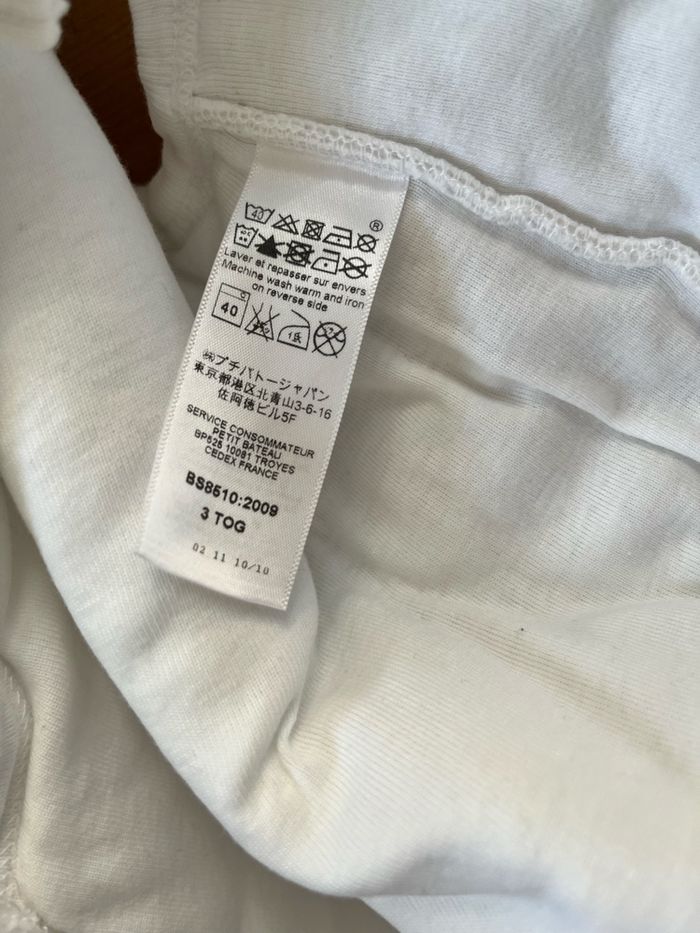 40
®
Laver et repasser sur envers
Machine wash warm and iron
on reverse side
40
㈱プチバトージャパン
東京都港区北青山3-6-16
佐阿徳ビル5F
SERVICE CONSOMMATEUR
PETIT BATEAU
BP525 10081 TROYES
CEDEX FRANCE
BS8510:2009
3 TOG
02 11 10/10